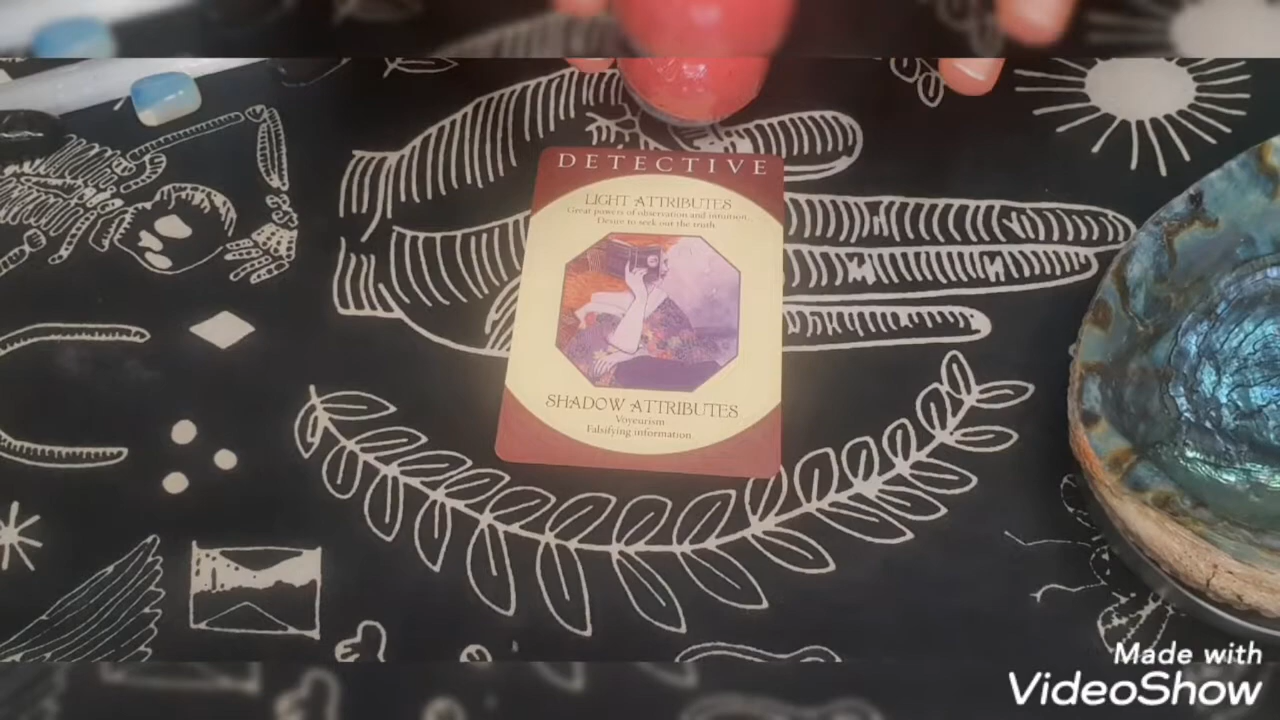 DETECTIVE
LIGHT ATTRIBUTES
Great powers of observation and intuition
Desire to seek out the truth
SHADOW ATTRIBUTES
Voyeurism
Falsifying information
Made with
VideoShow